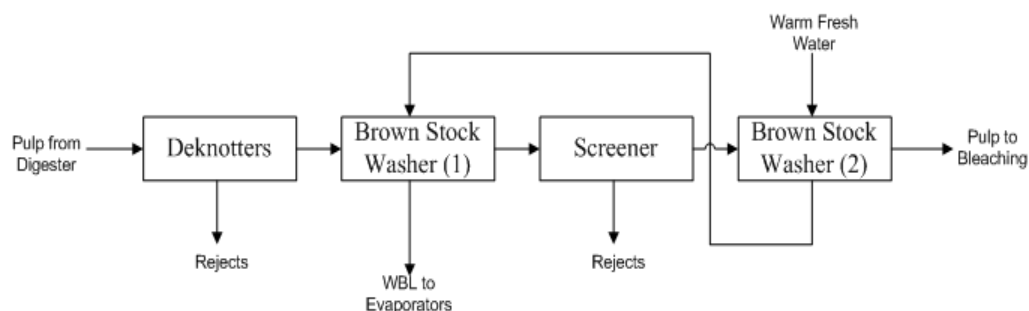 Warm Fresh
Water
Pulp from
Digester
Deknotters
Brown Stock
Washer (1)
Screener
Brown Stock
Washer (2)
Pulp to
Bleaching
Rejects
WBL to
Evaporators
Rejects